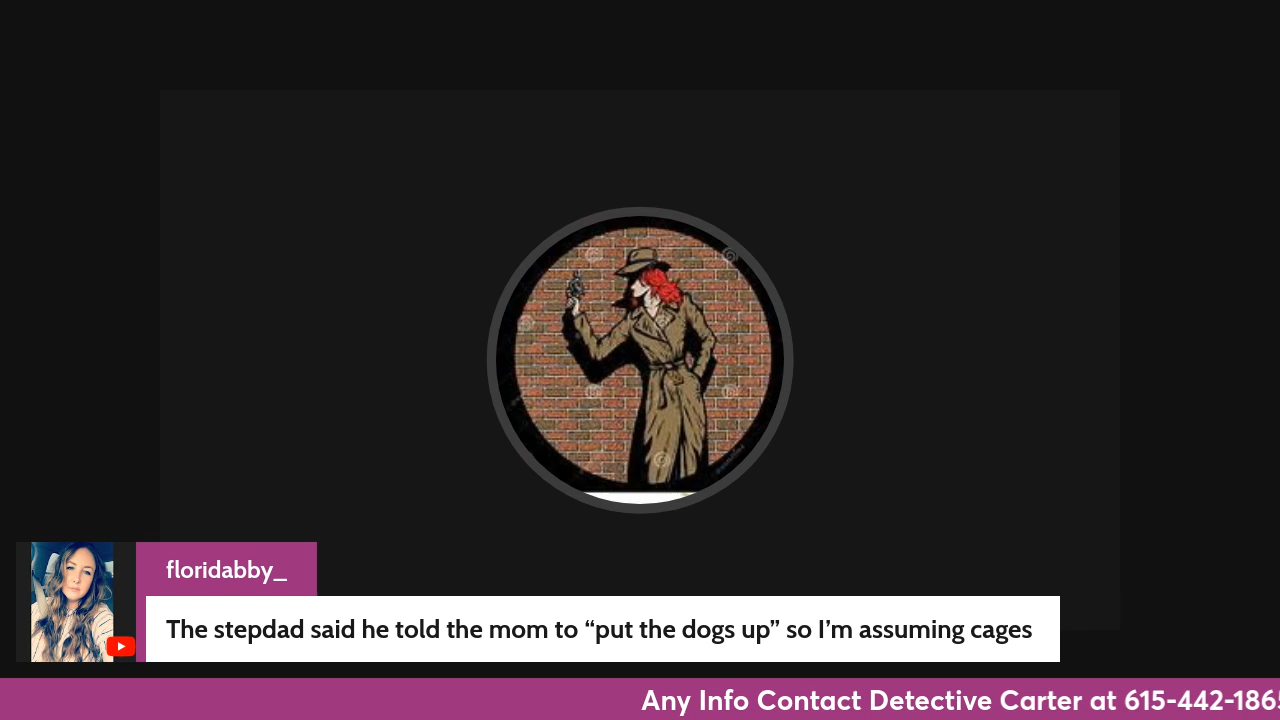 floridabby_
The stepdad said he told the mom to “put the dogs up” so I’m assuming cages
Any Info Contact Detective Carter at 615-442-1865